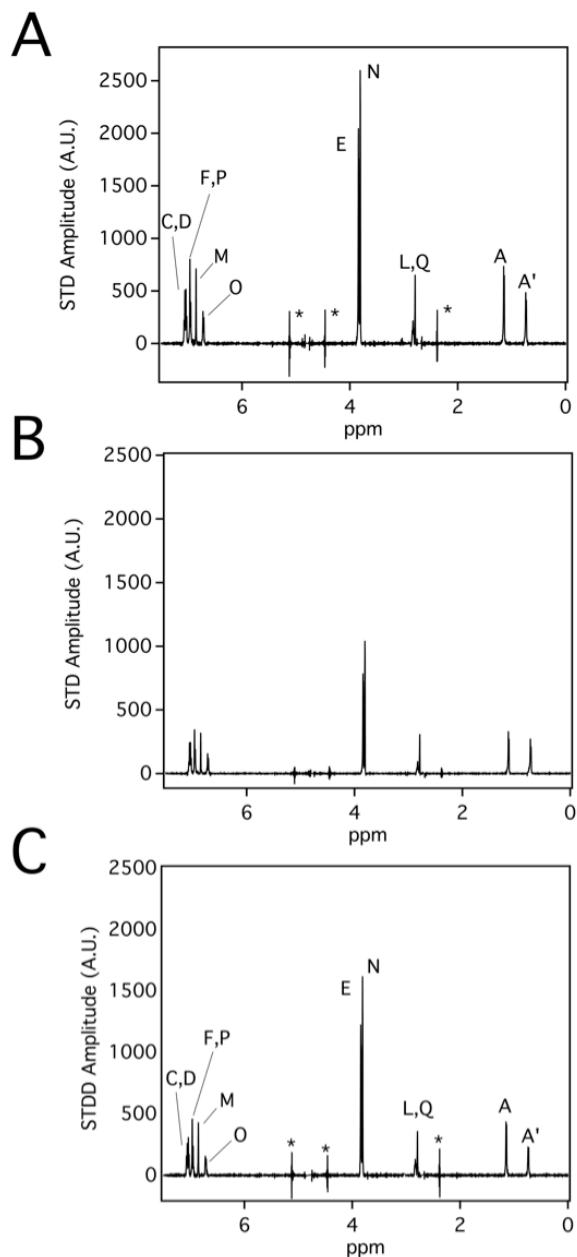 A
STD Amplitude (A.U.)
2500
2000
1500
1000
500
0
N
E
F,P
C,D
M
O
L,Q
A
A'
* * *
6 4 2 0
ppm
B
STD Amplitude (A.U.)
2500
2000
1500
1000
500
0
6 4 2 0
ppm
C
STDD Amplitude (A.U.)
2500
2000
1500
1000
500
0
N
E
F,P
C,D
M
O
L,Q
A
A'
* * *
6 4 2 0
ppm